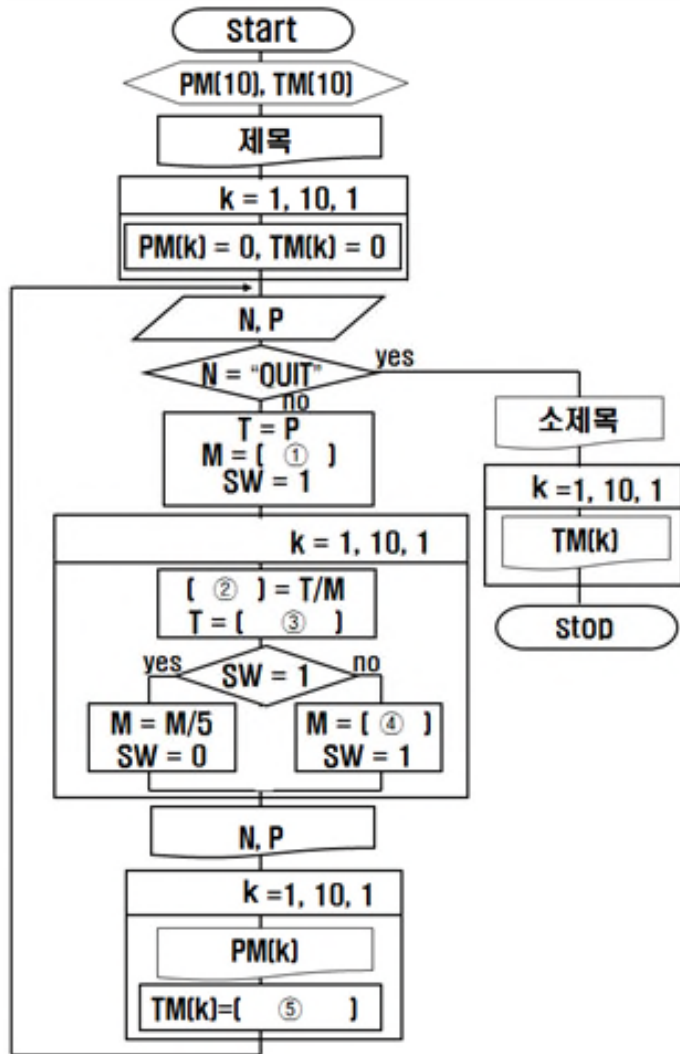 start
PM(10), TM(10)
제목
k = 1, 10, 1
PM(k) = 0, TM(k) = 0
N, P
N = “QUIT”
yes
no
T = P
M = ( ① )
SW = 1
k = 1, 10, 1
( ② ) = T/M
T = ( ③ )
SW = 1
yes
no
M = M/5
SW = 0
M = ( ④ )
SW = 1
N, P
k =1, 10, 1
PM(k)
TM(k)=( ⑤ )
소제목
k =1, 10, 1
TM(k)
stop